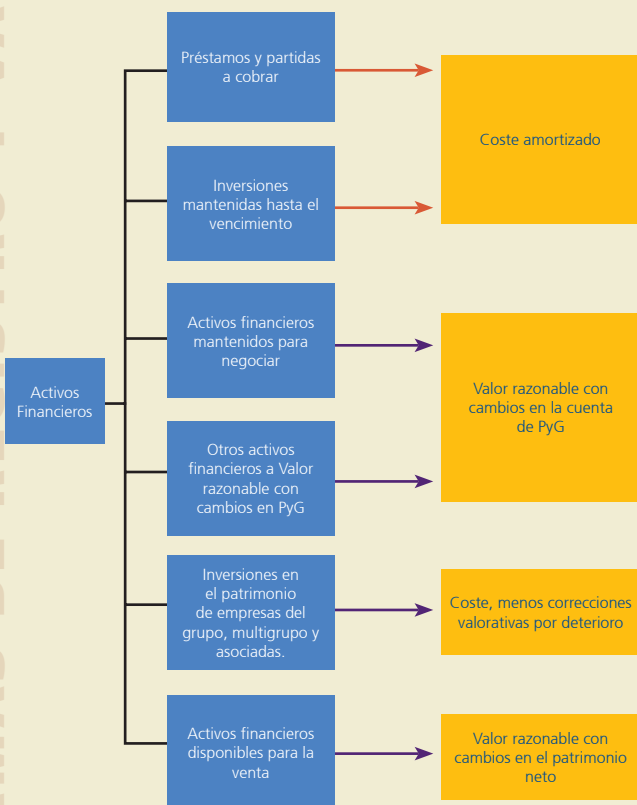 Préstamos y partidas
a cobrar
Coste amortizado
Inversiones
mantenidas hasta el
vencimiento
Activos financieros
mantenidos para
negociar
Valor razonable con
cambios en la cuenta
de PyG
Activos
Financieros
Otros activos
financieros a Valor
razonable con
cambios en PyG
Inversiones en
el patrimonio
de empresas del
grupo, multigrupo y
asociadas.
Coste, menos correcciones
valorativas por deterioro
Activos financieros
disponibles para la
venta
Valor razonable con
cambios en el patrimonio
neto